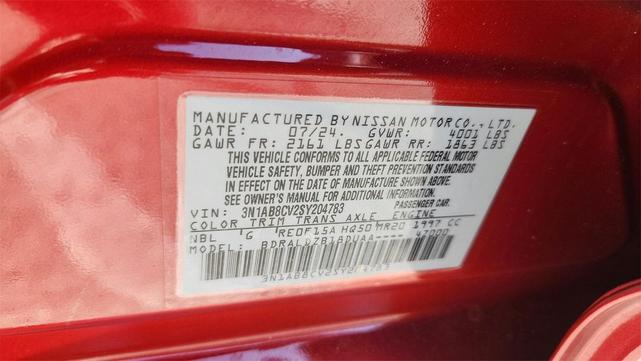 MANUFACTURED BY NISSAN MOTOR CO., LTD.
DATE: 07/24. GVWR: 4001 LBS
GAWR FR: 2161 LBS GAWR RR: 1863 LBS
THIS VEHICLE CONFORMS TO ALL APPLICABLE FEDERAL MOTOR
VEHICLE SAFETY, BUMPER AND THEFT PREVENTION STANDARDS
IN EFFECT ON THE DATE OF MANUFACTURE SHOWN ABOVE.
SEE OWNER'S MANUAL FOR ADDITIONAL INFORMATION.
VIN: 3N1AB8CV2SY204783 PASSENGER CAR.
COLOR TRIM TRANS AXLE ENGINE
NBL G RE0F15A HQ50 MR20 1997 CC
MODEL: 47000